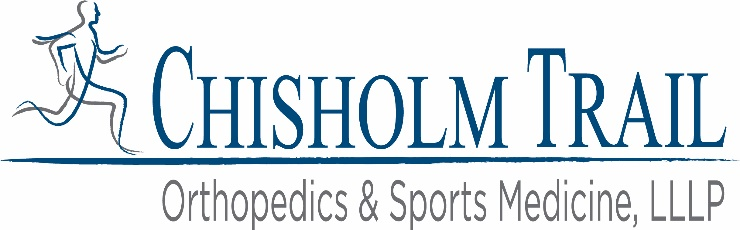 CHISHOLM TRAIL
Orthopedics & Sports Medicine, LLLP